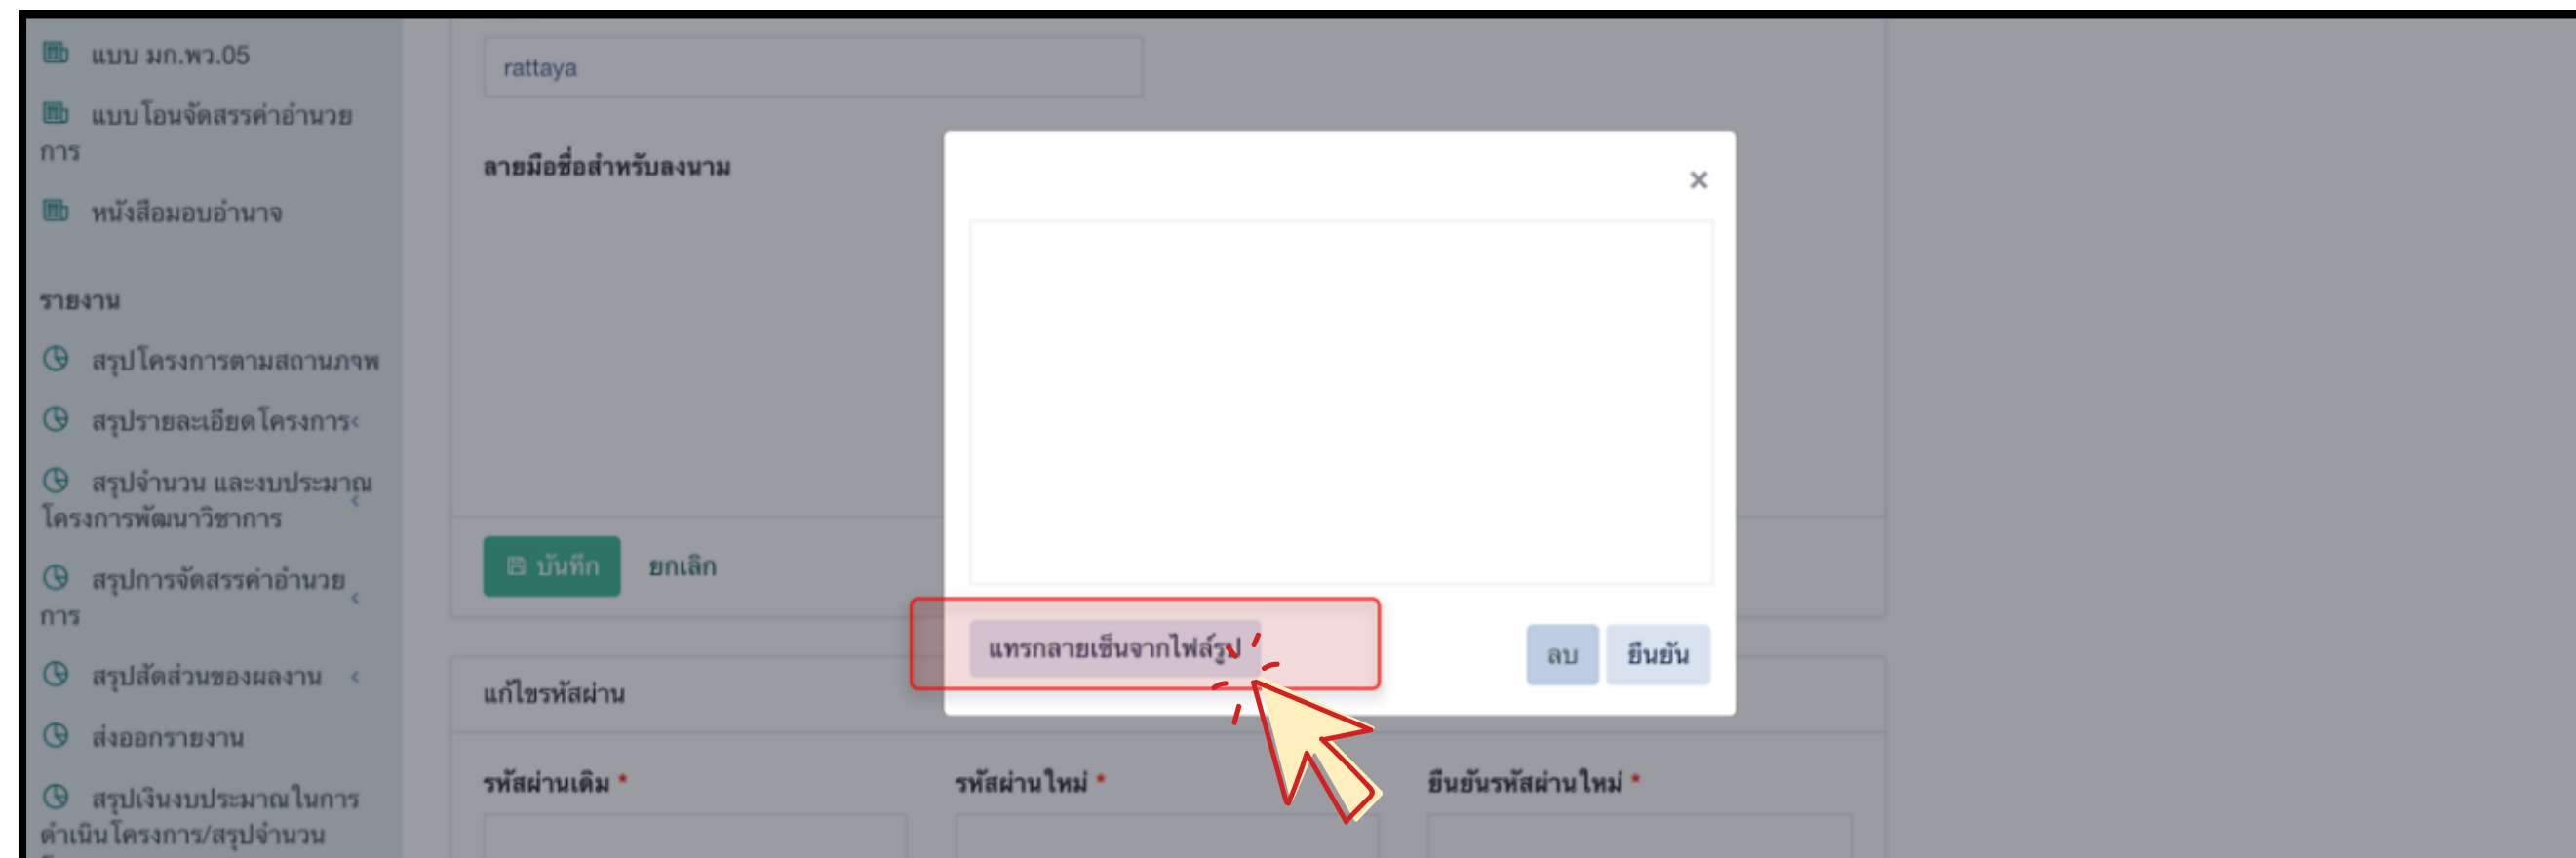 แบบ มก.พว.05
แบบโอนจัดสรรค่าอำนวย
การ
หนังสือมอบอำนาจ
รายงาน
สรุปโครงการตามสถานภาพ
สรุปรายละเอียดโครงการ
สรุปจำนวน และงบประมาณ
โครงการพัฒนาวิชาการ
สรุปการจัดสรรค่าอำนวย
การ
สรุปสัดส่วนของผลงาน
ส่งออกรายงาน
สรุปเงินงบประมาณในการ
ดำเนินโครงการ/สรุปจำนวน
rattaya
ลายมือชื่อสำหรับลงนาม
×
แทรกลายเซ็นจากไฟล์รูป
ลบ ยืนยัน
บันทึก ยกเลิก
แก้ไขรหัสผ่าน
รหัสผ่านเดิม * รหัสผ่านใหม่ * ยืนยันรหัสผ่านใหม่ *